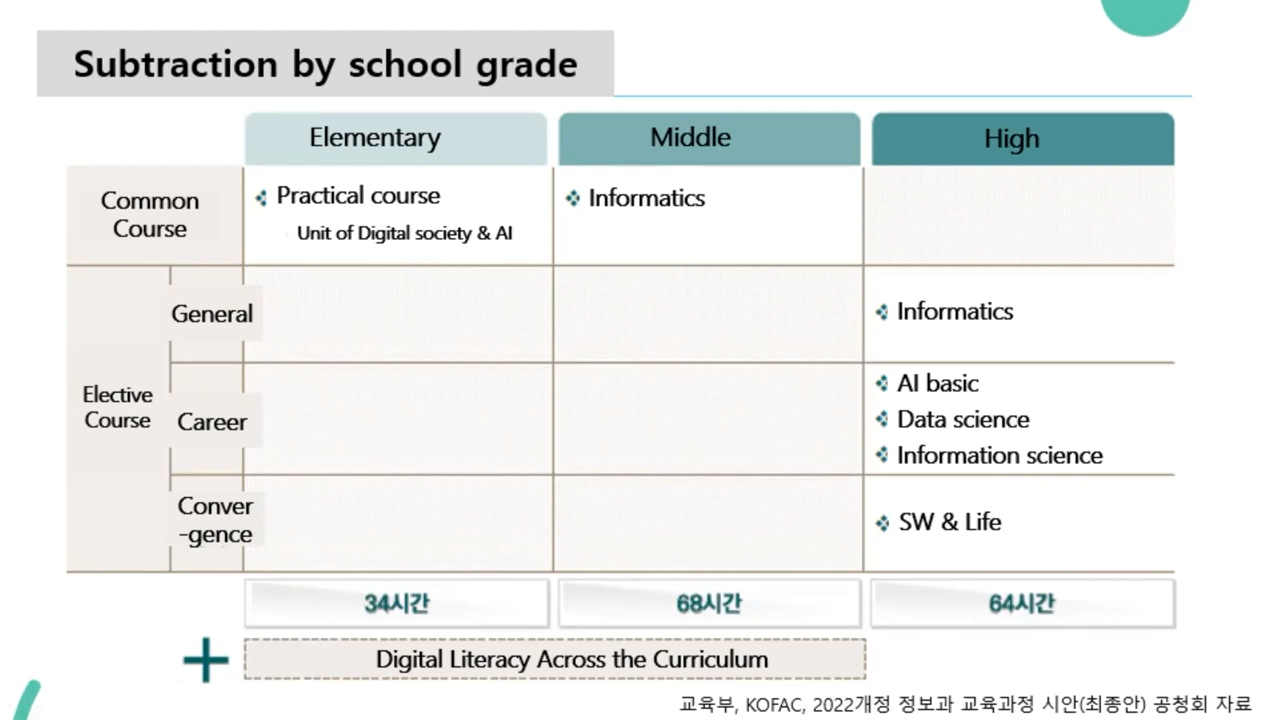 Subtraction by school grade
Elementary
Middle
High
Common
Course
Practical course
Unit of Digital society & AI
Informatics
Elective
Course
General
Informatics
Career
AI basic
Data science
Information science
Conver
-gence
SW & Life
34시간
68시간
64시간
Digital Literacy Across the Curriculum
교육부, KOFAC, 2022개정 정보과 교육과정 시안(최종안) 공청회 자료